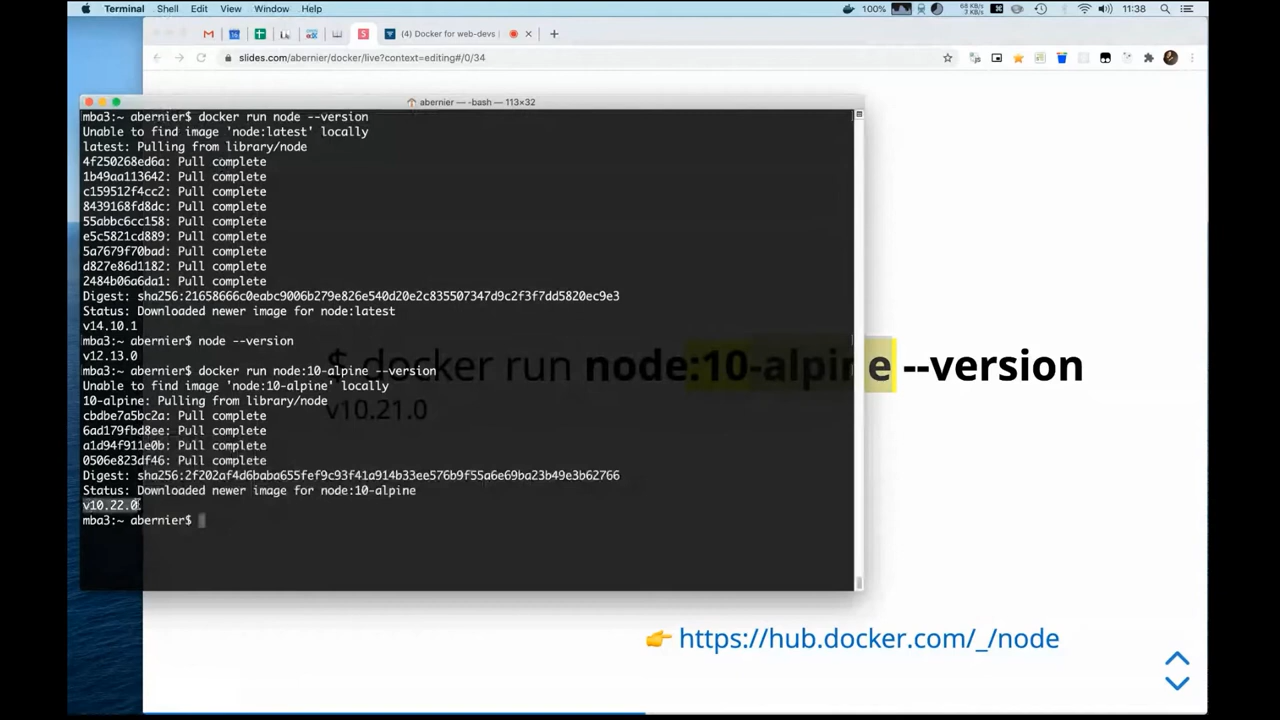 Terminal Shell Edit View Window Help
100% 68 KB/s 3 KB/s 11:38
(4) Docker for web-devs
slides.com/abernier/docker/live?context=editing#/0/34
abernier — -bash — 113×32
mba3:~ abernier$ docker run node --version
Unable to find image 'node:latest' locally
latest: Pulling from library/node
4f250268ed6a: Pull complete
1b49aa113642: Pull complete
c159512f4cc2: Pull complete
8439168fd8dc: Pull complete
55abbc6cc158: Pull complete
e5c5821cd889: Pull complete
5a7679f70bad: Pull complete
d827e86d1182: Pull complete
2484b06a6da1: Pull complete
Digest: sha256:21658666c0eabc9006b279e826e540d20e2c835507347d9c2f3f7dd5820ec9e3
Status: Downloaded newer image for node:latest
v14.10.1
mba3:~ abernier$ node --version
v12.13.0
mba3:~ abernier$ docker run node:10-alpine --version
Unable to find image 'node:10-alpine' locally
10-alpine: Pulling from library/node
cbdbe7a5bc2a: Pull complete
6ad179fbd8ee: Pull complete
a1d94f911e0b: Pull complete
0506e823df46: Pull complete
Digest: sha256:2f202af4d6baba655fef9c93f41a914b33ee576b9f55a6e69ba23b49e3b62766
Status: Downloaded newer image for node:10-alpine
v10.22.0
mba3:~ abernier$
$ docker run node:10-alpine --version
v10.21.0
👉 https://hub.docker.com/_/node